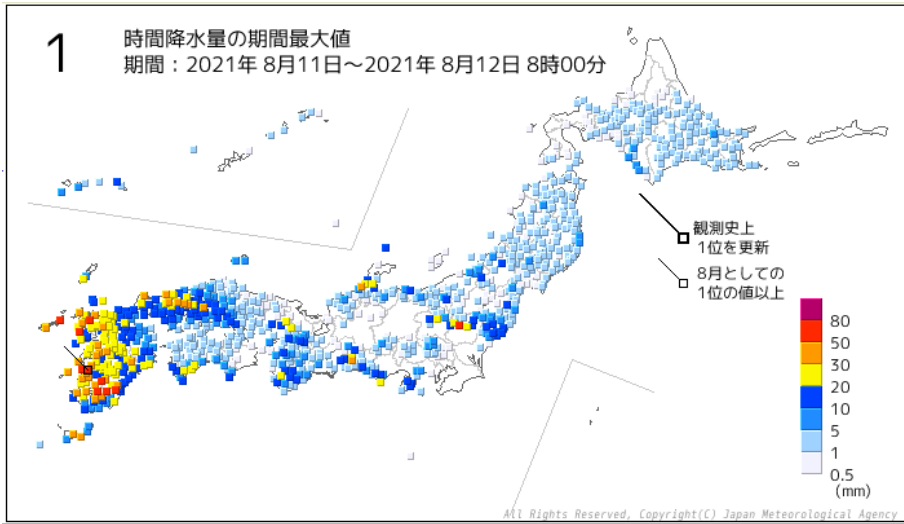 1
時間降水量の期間最大値
期間：2021年 8月11日～2021年 8月12日 8時00分
観測史上
1位を更新
8月としての
1位の値以上
80
50
30
20
10
5
1
0.5
(mm)
All Rights Reserved, Copyright(C) Japan Meteorological Agency